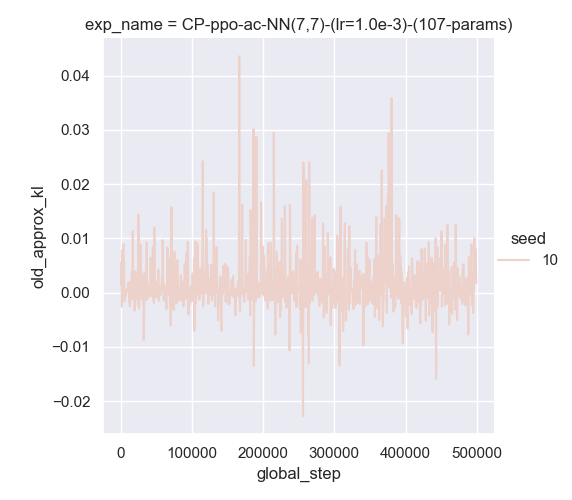 exp_name = CP-ppo-ac-NN(7,7)-(lr=1.0e-3)-(107-params)
0.04
0.03
0.02
0.01
0.00
−0.01
−0.02
old_approx_kl
seed
10
0 100000 200000 300000 400000 500000
global_step